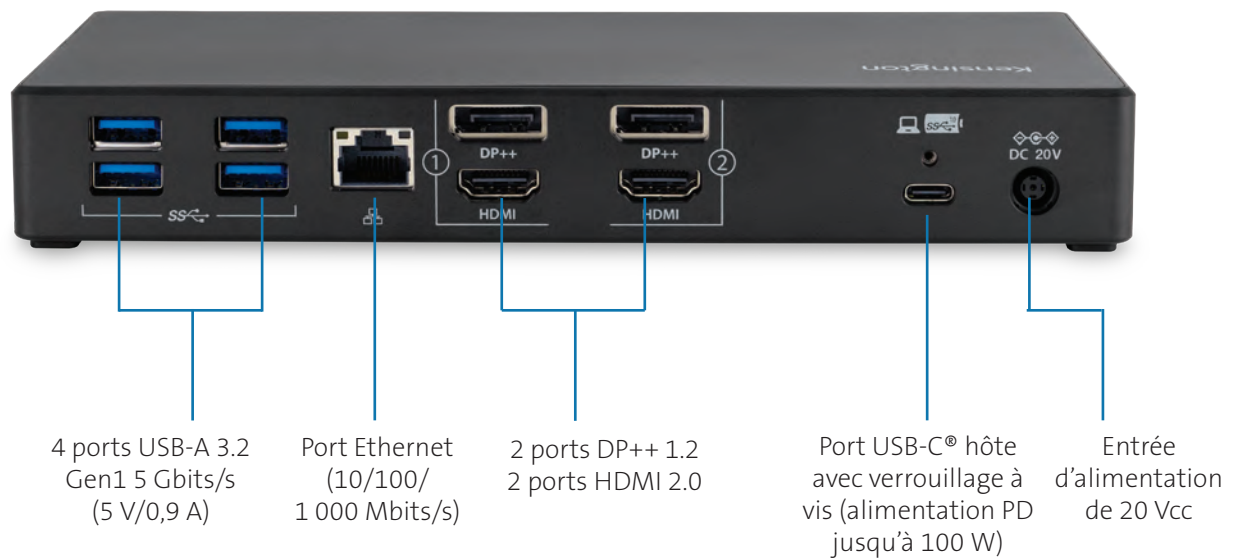 Kensington
SS
DC 20V
1
DP++
DP++
2
HDMI
HDMI
SS
4 ports USB-A 3.2
Gen1 5 Gbits/s
(5 V/0,9 A)
Port Ethernet
(10/100/
1 000 Mbits/s)
2 ports DP++ 1.2
2 ports HDMI 2.0
Port USB-C® hôte
avec verrouillage à
vis (alimentation PD
jusqu'à 100 W)
Entrée
d'alimentation
de 20 Vcc